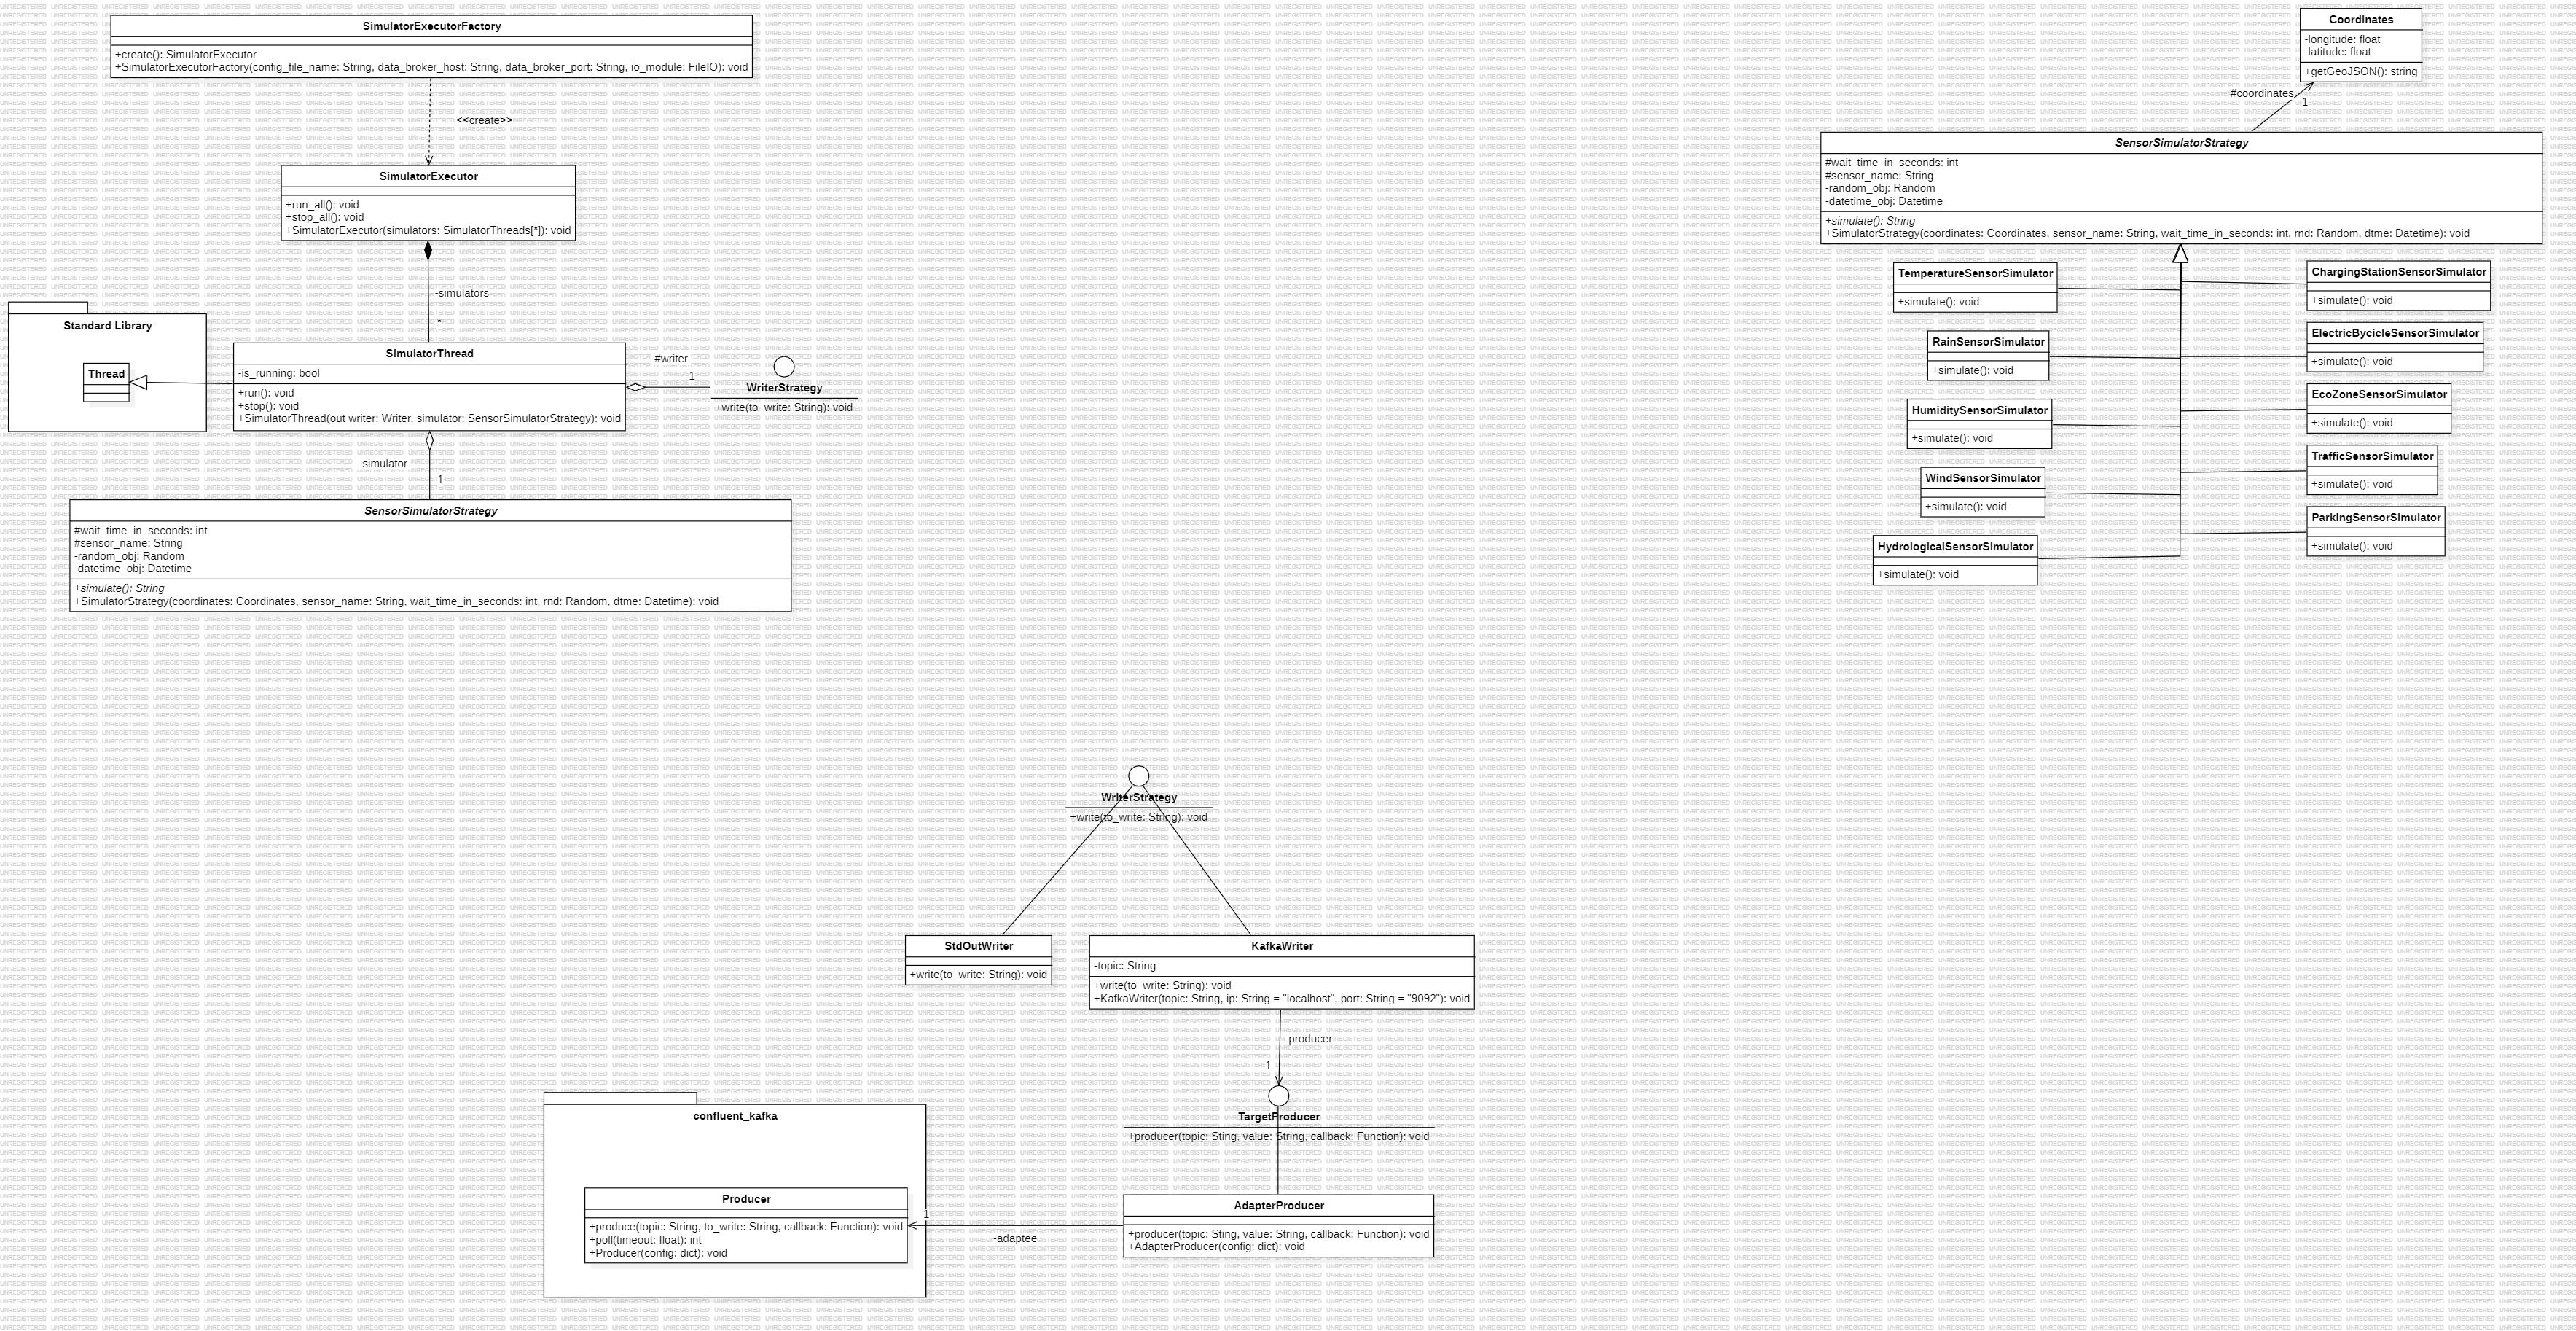 SimulatorExecutorFactory
+create(): SimulatorExecutor
+SimulatorExecutorFactory(config_file_name: String, data_broker_host: String, data_broker_port: String, io_module: FileIO): void
<<create>>
SimulatorExecutor
+run_all(): void
+stop_all(): void
+SimulatorExecutor(simulators: SimulatorThreads[*]): void
-simulators
*
Standard Library
Thread
SimulatorThread
-is_running: bool
+run(): void
+stop(): void
+SimulatorThread(out writer: Writer, simulator: SensorSimulatorStrategy): void
#writer
1
WriterStrategy
+write(to_write: String): void
-simulator
1
SensorSimulatorStrategy
#wait_time_in_seconds: int
#sensor_name: String
-random_obj: Random
-datetime_obj: Datetime
+simulate(): String
+SimulatorStrategy(coordinates: Coordinates, sensor_name: String, wait_time_in_seconds: int, rnd: Random, dtme: Datetime): void
Coordinates
-longitude: float
-latitude: float
+getGeoJSON(): string
#coordinates
1
SensorSimulatorStrategy
#wait_time_in_seconds: int
#sensor_name: String
-random_obj: Random
-datetime_obj: Datetime
+simulate(): String
+SimulatorStrategy(coordinates: Coordinates, sensor_name: String, wait_time_in_seconds: int, rnd: Random, dtme: Datetime): void
TemperatureSensorSimulator
+simulate(): void
RainSensorSimulator
+simulate(): void
HumiditySensorSimulator
+simulate(): void
WindSensorSimulator
+simulate(): void
HydrologicalSensorSimulator
+simulate(): void
ChargingStationSensorSimulator
+simulate(): void
ElectricBycicleSensorSimulator
+simulate(): void
EcoZoneSensorSimulator
+simulate(): void
TrafficSensorSimulator
+simulate(): void
ParkingSensorSimulator
+simulate(): void
WriterStrategy
+write(to_write: String): void
StdOutWriter
+write(to_write: String): void
KafkaWriter
-topic: String
+write(to_write: String): void
+KafkaWriter(topic: String, ip: String = "localhost", port: String = "9092"): void
-producer
1
TargetProducer
+producer(topic: Sting, value: String, callback: Function): void
AdapterProducer
+producer(topic: Sting, value: String, callback: Function): void
+AdapterProducer(config: dict): void
-adaptee
1
confluent_kafka
Producer
+produce(topic: String, to_write: String, callback: Function): void
+poll(timeout: float): int
+Producer(config: dict): void
UNREGISTERED